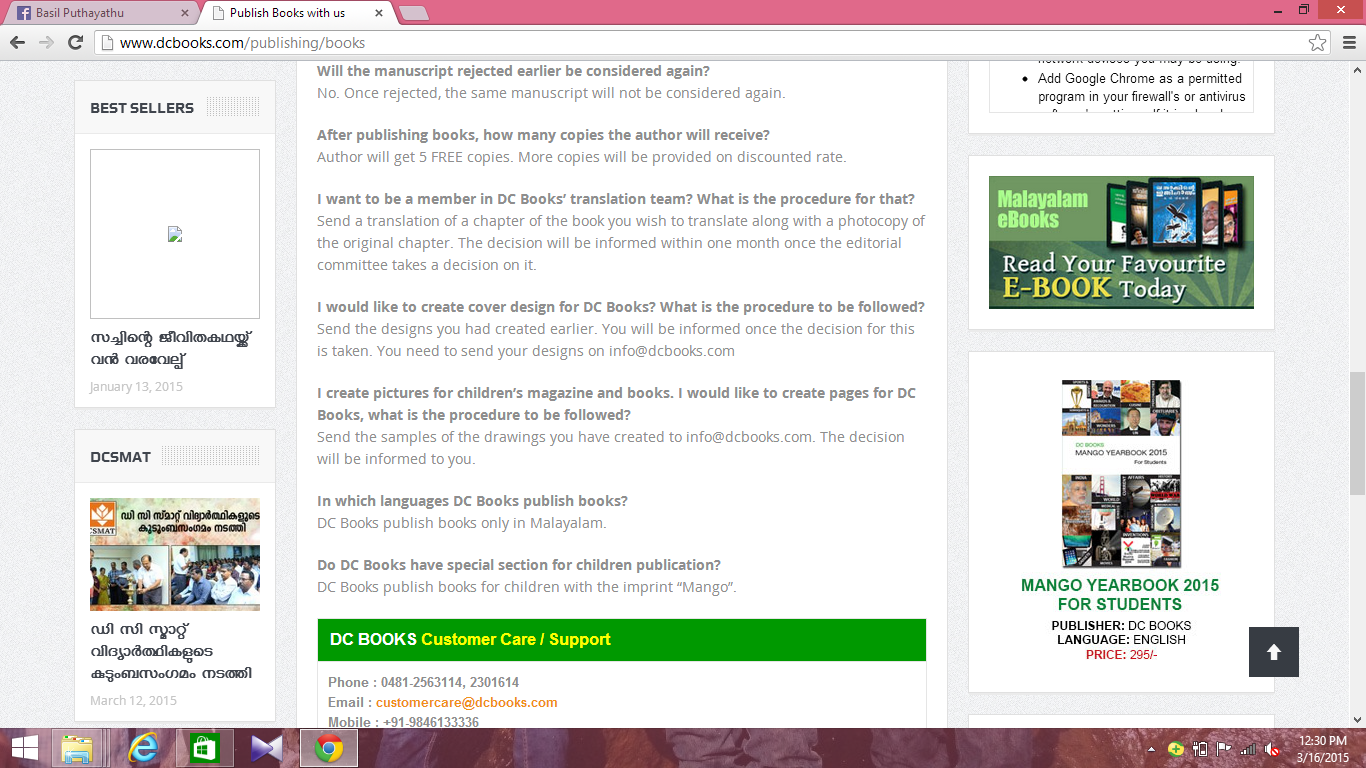 Basil Puthayathu
Publish Books with us
www.dcbooks.com/publishing/books
BEST SELLERS
സച്ചിന്റെ ജീവിതകഥയ്ക്ക്
വൻ വരവേല്പ്
January 13, 2015
DCSMAT
CSMAT
ഡി സി സ്മാറ്റ് വിദ്യാർത്ഥികളുടെ
കുടുംബസംഗമം നടത്തി
ഡി സി സ്മാറ്റ്
വിദ്യാർത്ഥികളുടെ
കുടുംബസംഗമം നടത്തി
March 12, 2015
Will the manuscript rejected earlier be considered again?
No. Once rejected, the same manuscript will not be considered again.
After publishing books, how many copies the author will receive?
Author will get 5 FREE copies. More copies will be provided on discounted rate.
I want to be a member in DC Books’ translation team? What is the procedure for that?
Send a translation of a chapter of the book you wish to translate along with a photocopy of
the original chapter. The decision will be informed within one month once the editorial
committee takes a decision on it.
I would like to create cover design for DC Books? What is the procedure to be followed?
Send the designs you had created earlier. You will be informed once the decision for this
is taken. You need to send your designs on info@dcbooks.com
I create pictures for children’s magazine and books. I would like to create pages for DC
Books, what is the procedure to be followed?
Send the samples of the drawings you have created to info@dcbooks.com. The decision
will be informed to you.
In which languages DC Books publish books?
DC Books publish books only in Malayalam.
Do DC Books have special section for children publication?
DC Books publish books for children with the imprint “Mango”.
DC BOOKS Customer Care / Support
Phone : 0481-2563114, 2301614
Email : customercare@dcbooks.com
Mobile : +91-9846133336
network devices you may be using.
Add Google Chrome as a permitted
program in your firewall's or antivirus
Malayalam
eBooks
Read Your Favourite
E-BOOK Today
DC BOOKS
MANGO YEARBOOK 2015
For Students
MANGO YEARBOOK 2015
FOR STUDENTS
PUBLISHER: DC BOOKS
LANGUAGE: ENGLISH
PRICE: 295/-
12:30 PM
3/16/2015